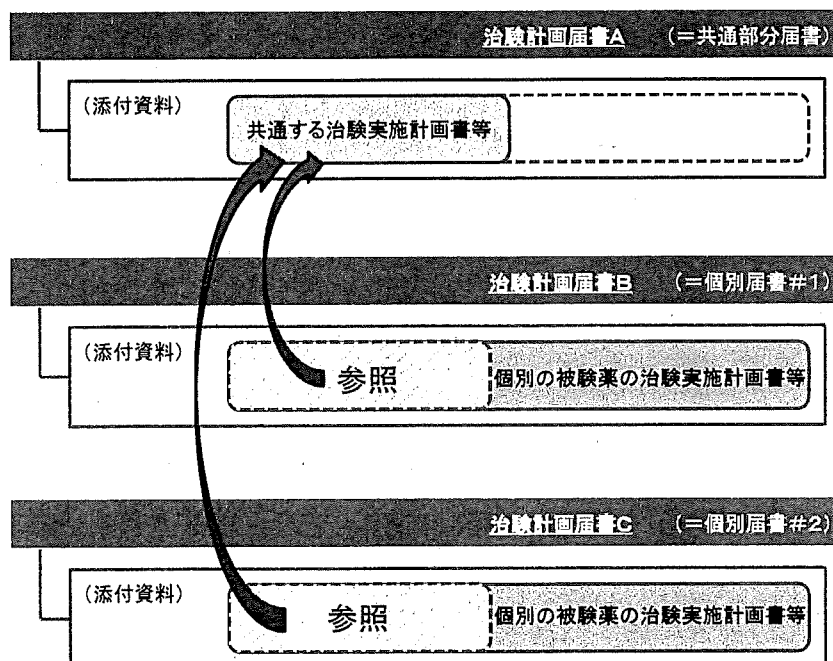 治験計画届書A (=共通部分届書)
(添付資料)
共通する治験実施計画書等
治験計画届書B (=個別届書#1)
(添付資料)
参照
個別の被験薬の治験実施計画書等
治験計画届書C (=個別届書#2)
(添付資料)
参照
個別の被験薬の治験実施計画書等